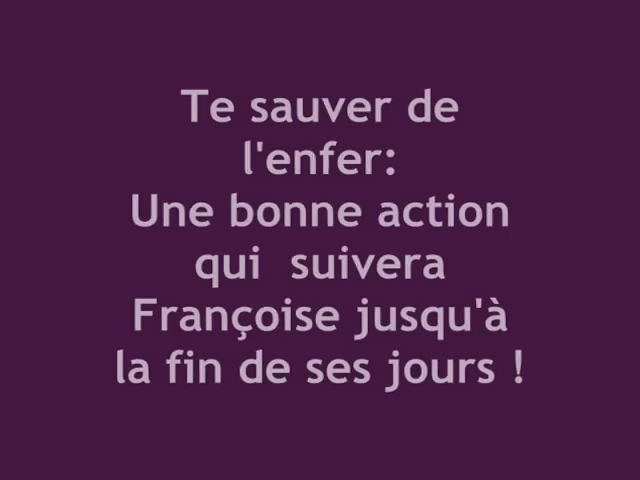 Te sauver de
l'enfer:
Une bonne action
qui  suivera
Françoise jusqu'à
la fin de ses jours !